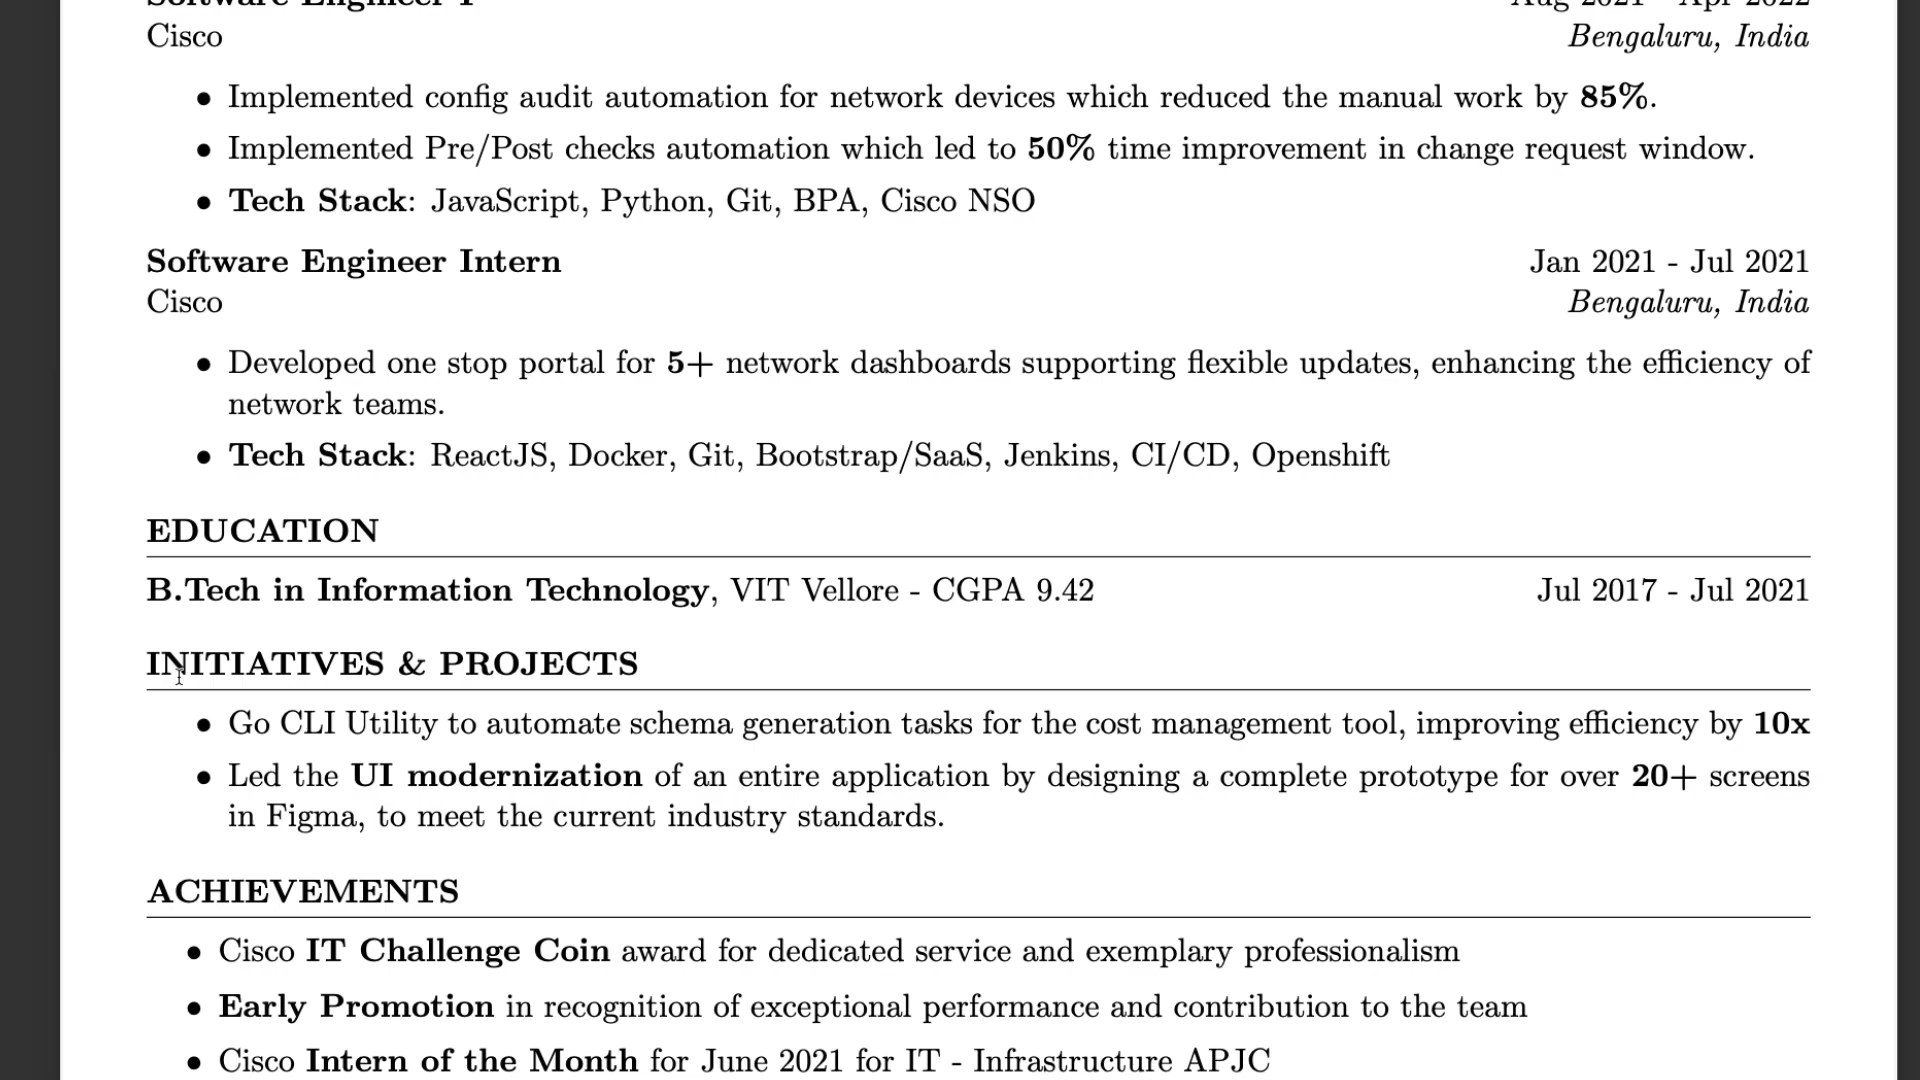 Software Engineer 1 Aug 2021 - Apr 2022
Cisco Bengaluru, India
• Implemented config audit automation for network devices which reduced the manual work by 85%.
• Implemented Pre/Post checks automation which led to 50% time improvement in change request window.
• Tech Stack: JavaScript, Python, Git, BPA, Cisco NSO
Software Engineer Intern Jan 2021 - Jul 2021
Cisco Bengaluru, India
• Developed one stop portal for 5+ network dashboards supporting flexible updates, enhancing the efficiency of
network teams.
• Tech Stack: ReactJS, Docker, Git, Bootstrap/SaaS, Jenkins, CI/CD, Openshift
EDUCATION
B.Tech in Information Technology, VIT Vellore - CGPA 9.42 Jul 2017 - Jul 2021
INITIATIVES & PROJECTS
• Go CLI Utility to automate schema generation tasks for the cost management tool, improving efficiency by 10x
• Led the UI modernization of an entire application by designing a complete prototype for over 20+ screens
in Figma, to meet the current industry standards.
ACHIEVEMENTS
• Cisco IT Challenge Coin award for dedicated service and exemplary professionalism
• Early Promotion in recognition of exceptional performance and contribution to the team
• Cisco Intern of the Month for June 2021 for IT - Infrastructure APJC